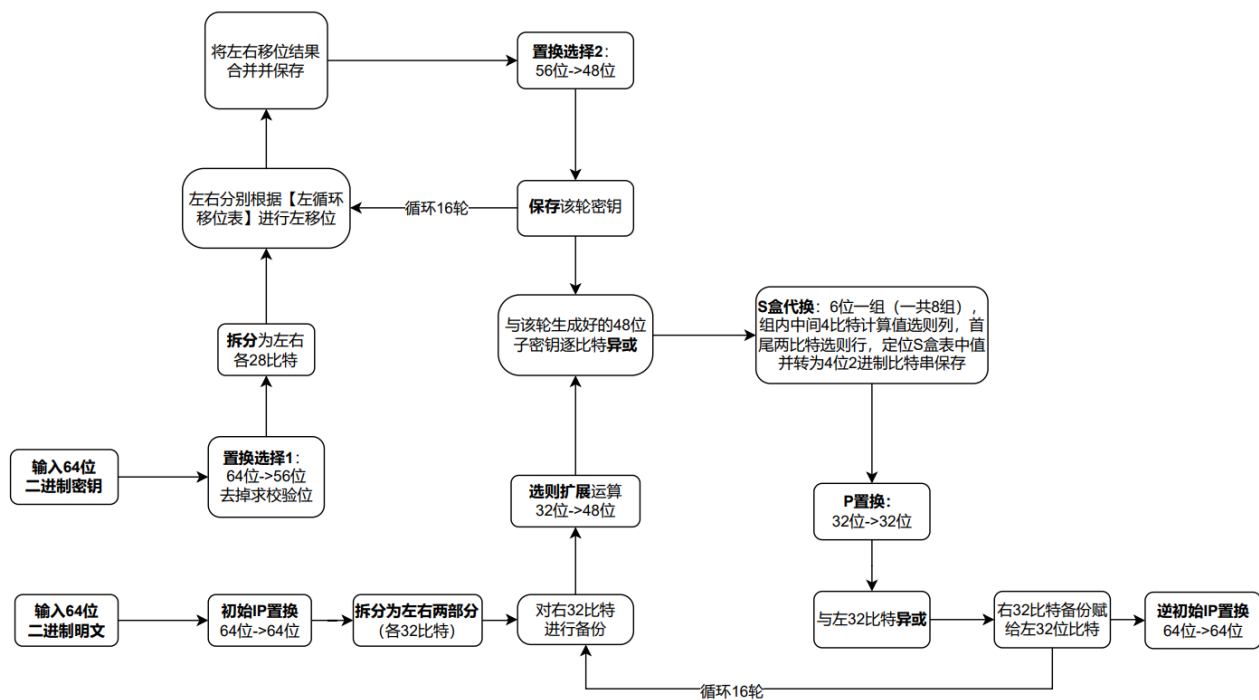 将左右移位结果
合并并保存
置换选择2：
56位->48位
左右分别根据【左循环
移位表】进行左移位
循环16轮
保存该轮密钥
拆分为左右
各28比特
与该轮生成好的48位
子密钥逐比特异或
S盒代换：6位一组（一共8组），
组内中间4比特计算值选则列，首
尾两比特选则行，定位S盒表中值
并转为4位2进制比特串保存
输入64位
二进制密钥
置换选择1：
64位->56位
去掉求校验位
选则扩展运算
32位->48位
P置换：
32位->32位
输入64位
二进制明文
初始IP置换
64位->64位
拆分为左右两部分
（各32比特）
对右32比特
进行备份
与左32比特异或
右32比特备份赋
给左32位比特
逆初始IP置换
64位->64位
循环16轮